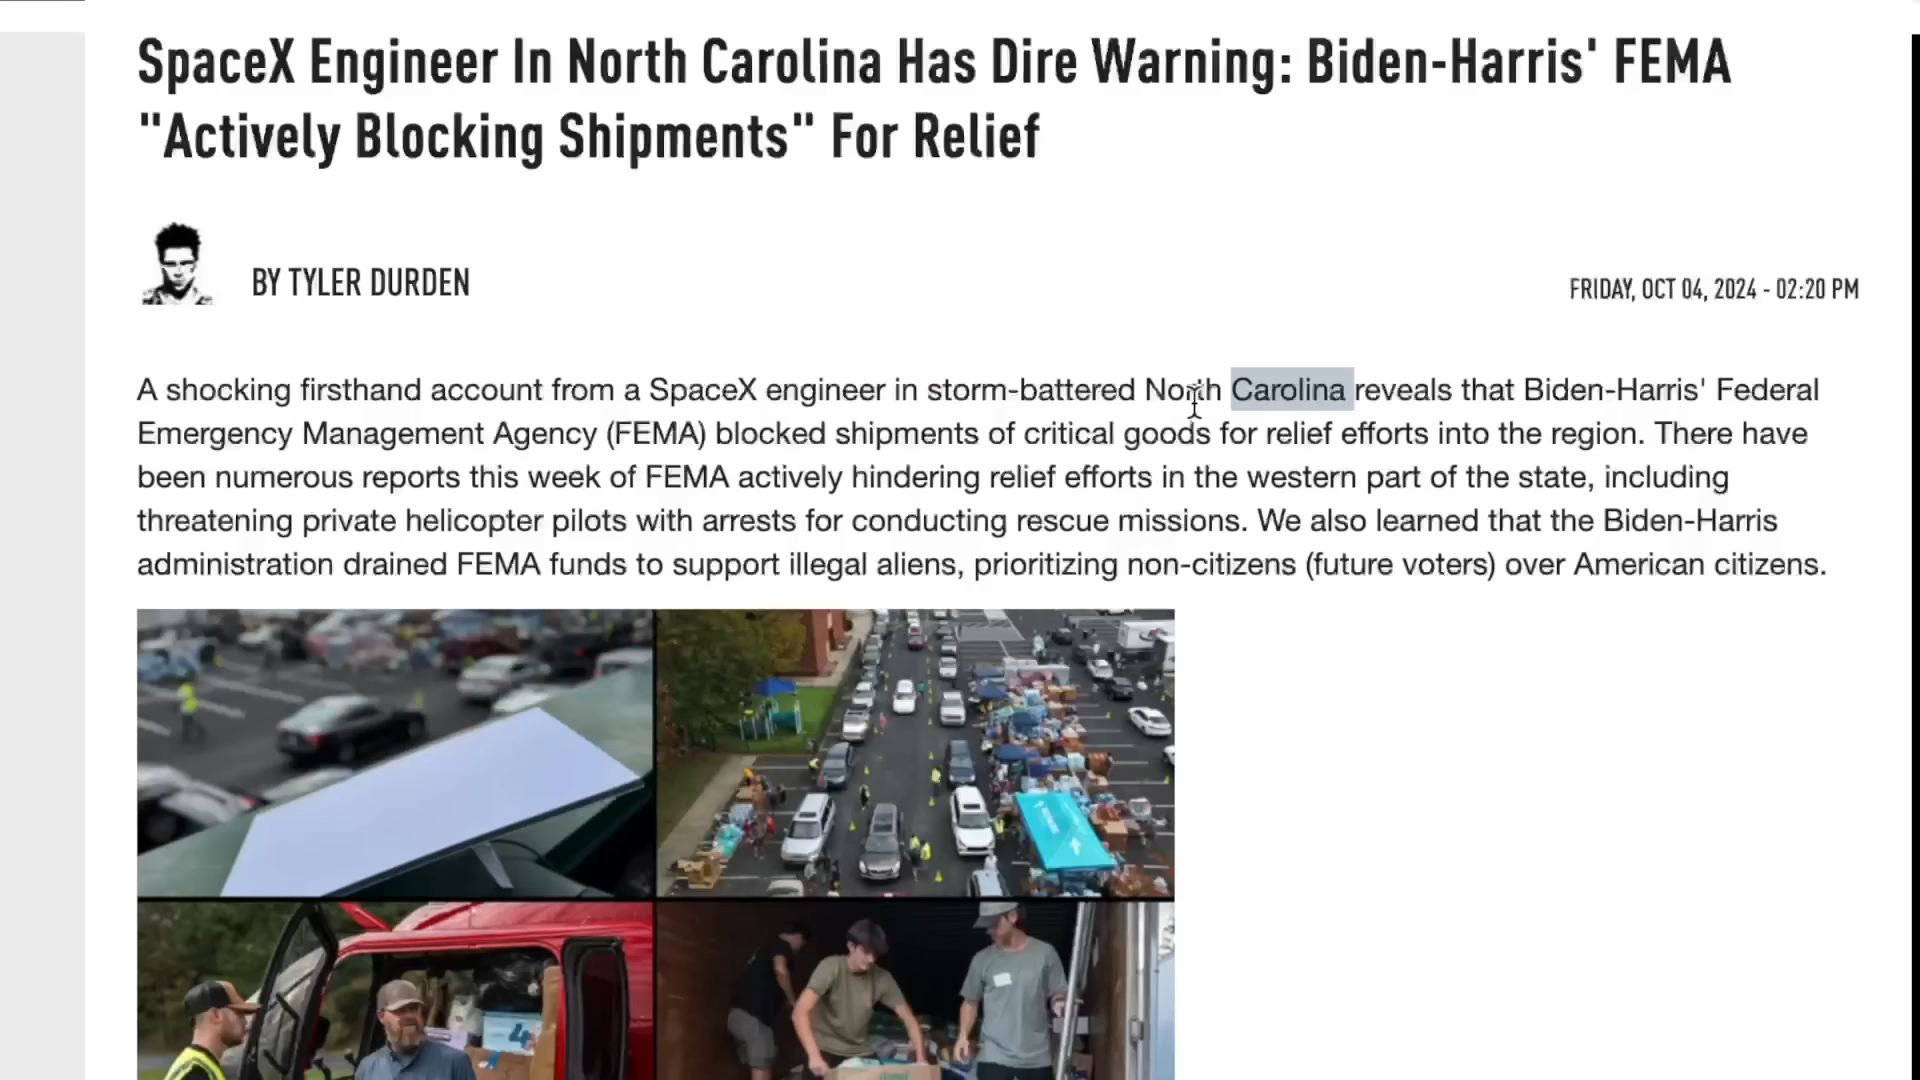 SpaceX Engineer In North Carolina Has Dire Warning: Biden-Harris' FEMA
"Actively Blocking Shipments" For Relief
BY TYLER DURDEN
FRIDAY, OCT 04, 2024 - 02:20 PM
A shocking firsthand account from a SpaceX engineer in storm-battered North Carolina reveals that Biden-Harris' Federal
Emergency Management Agency (FEMA) blocked shipments of critical goods for relief efforts into the region. There have
been numerous reports this week of FEMA actively hindering relief efforts in the western part of the state, including
threatening private helicopter pilots with arrests for conducting rescue missions. We also learned that the Biden-Harris
administration drained FEMA funds to support illegal aliens, prioritizing non-citizens (future voters) over American citizens.